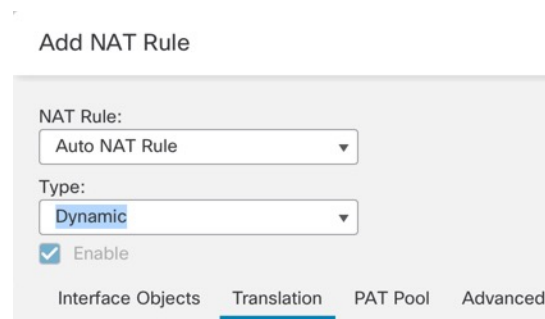 Add NAT Rule
NAT Rule:
Auto NAT Rule
Type:
Dynamic
Enable
Interface Objects Translation PAT Pool Advanced